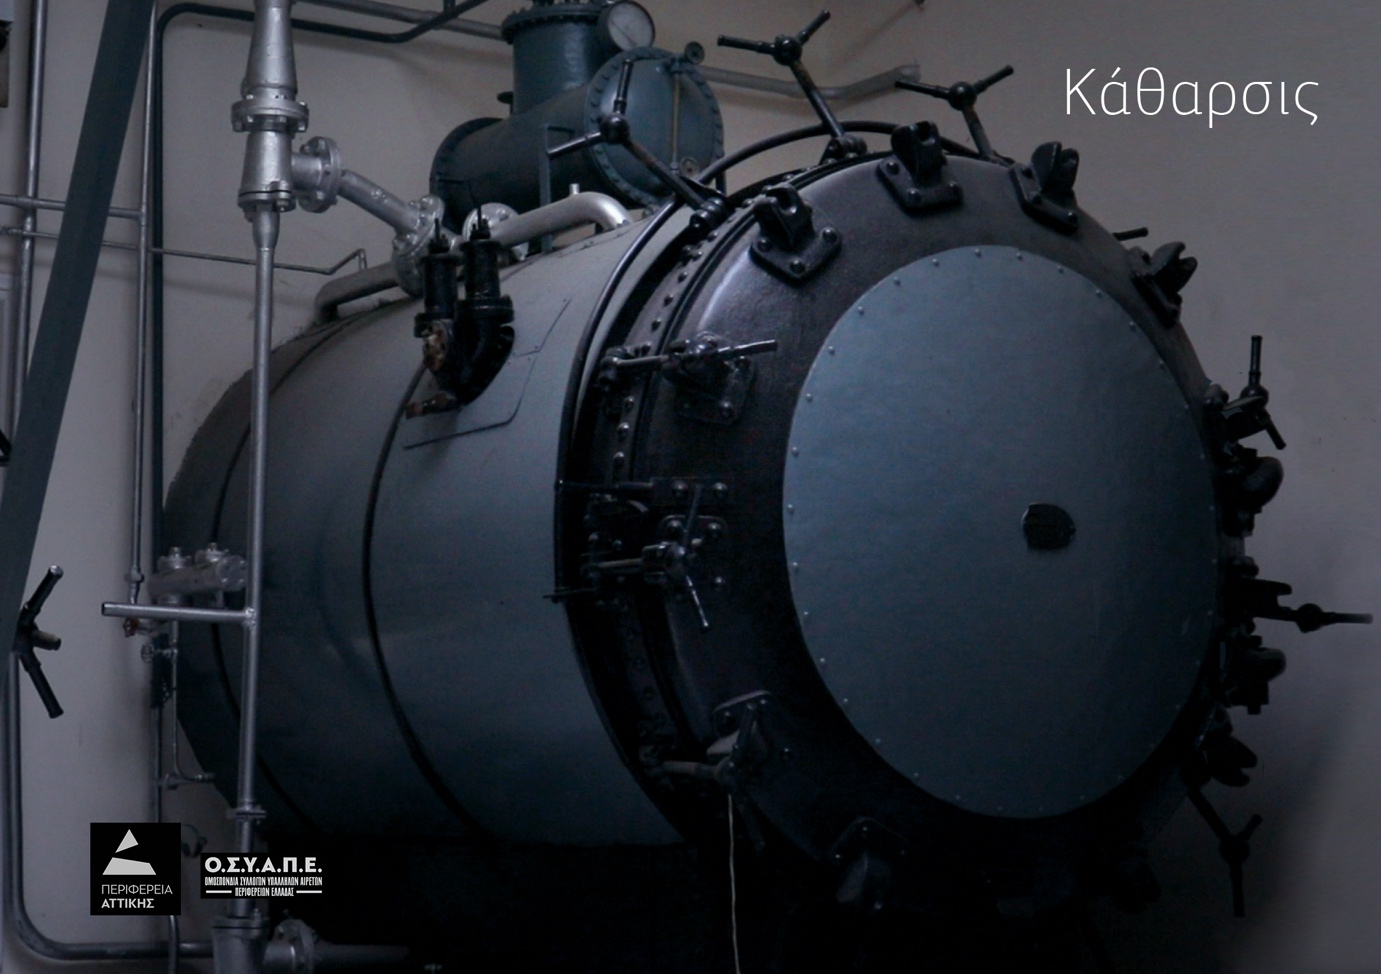 Κάθαρσις
ΠΕΡΙΦΕΡΕΙΑ
ΑΤΤΙΚΗΣ
Ο.Σ.Υ.Α.Π.Ε.
ΟΜΟΣΠΟΝΔΙΑ ΣΥΛΛΟΓΩΝ ΥΠΑΛΛΗΛΩΝ ΑΙΡΕΤΩΝ
ΠΕΡΙΦΕΡΕΙΩΝ ΕΛΛΑΔΑΣ